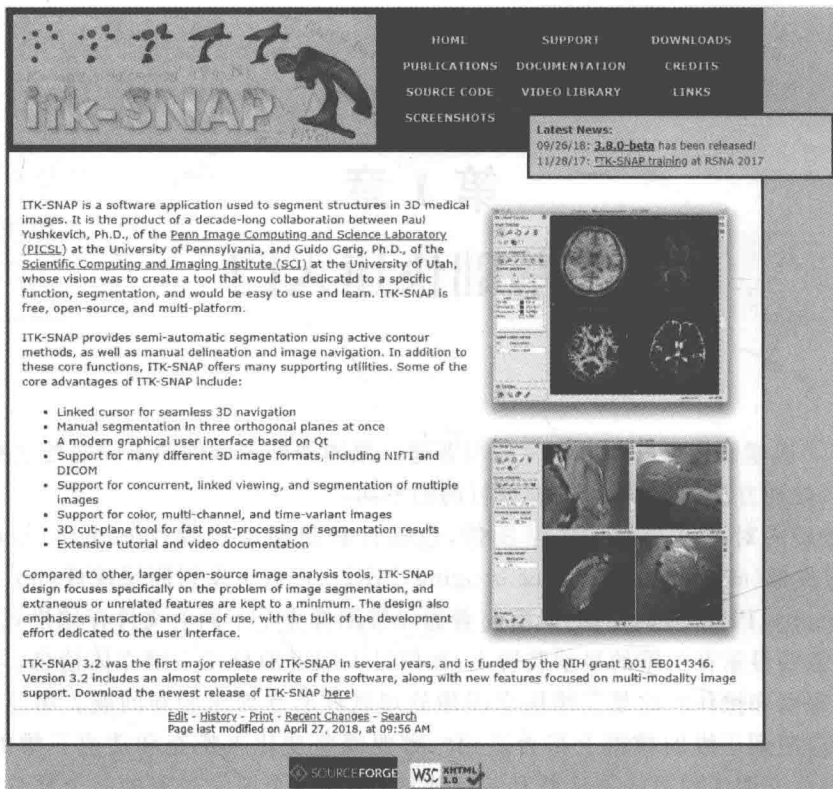 itk-SNAP
HOME SUPPORT DOWNLOADS
PUBLICATIONS DOCUMENTATION CREDITS
SOURCE CODE VIDEO LIBRARY LINKS
SCREENSHOTS
Latest News:
09/26/18: 3.8.0-beta has been released!
11/28/17: ITK-SNAP training at RSNA 2017
ITK-SNAP is a software application used to segment structures in 3D medical
images. It is the product of a decade-long collaboration between Paul
Yushkevich, Ph.D., of the Penn Image Computing and Science Laboratory
(PICSL) at the University of Pennsylvania, and Guido Gerig, Ph.D., of the
Scientific Computing and Imaging Institute (SCI) at the University of Utah,
whose vision was to create a tool that would be dedicated to a specific
function, segmentation, and would be easy to use and learn. ITK-SNAP is
free, open-source, and multi-platform.
ITK-SNAP provides semi-automatic segmentation using active contour
methods, as well as manual delineation and image navigation. In addition to
these core functions, ITK-SNAP offers many supporting utilities. Some of the
core advantages of ITK-SNAP include:
• Linked cursor for seamless 3D navigation
• Manual segmentation in three orthogonal planes at once
• A modern graphical user interface based on Qt
• Support for many different 3D image formats, including NIfTI and
DICOM
• Support for concurrent, linked viewing, and segmentation of multiple
images
• Support for color, multi-channel, and time-variant images
• 3D cut-plane tool for fast post-processing of segmentation results
• Extensive tutorial and video documentation
Compared to other, larger open-source image analysis tools, ITK-SNAP
design focuses specifically on the problem of image segmentation, and
extraneous or unrelated features are kept to a minimum. The design also
emphasizes interaction and ease of use, with the bulk of the development
effort dedicated to the user interface.
ITK-SNAP 3.2 was the first major release of ITK-SNAP in several years, and is funded by the NIH grant R01 EB014346.
Version 3.2 includes an almost complete rewrite of the software, along with new features focused on multi-modality image
support. Download the newest release of ITK-SNAP here!
Edit - History - Print - Recent Changes - Search
Page last modified on April 27, 2018, at 09:56 AM
SOURCEFORGE W3C XHTML
1.0